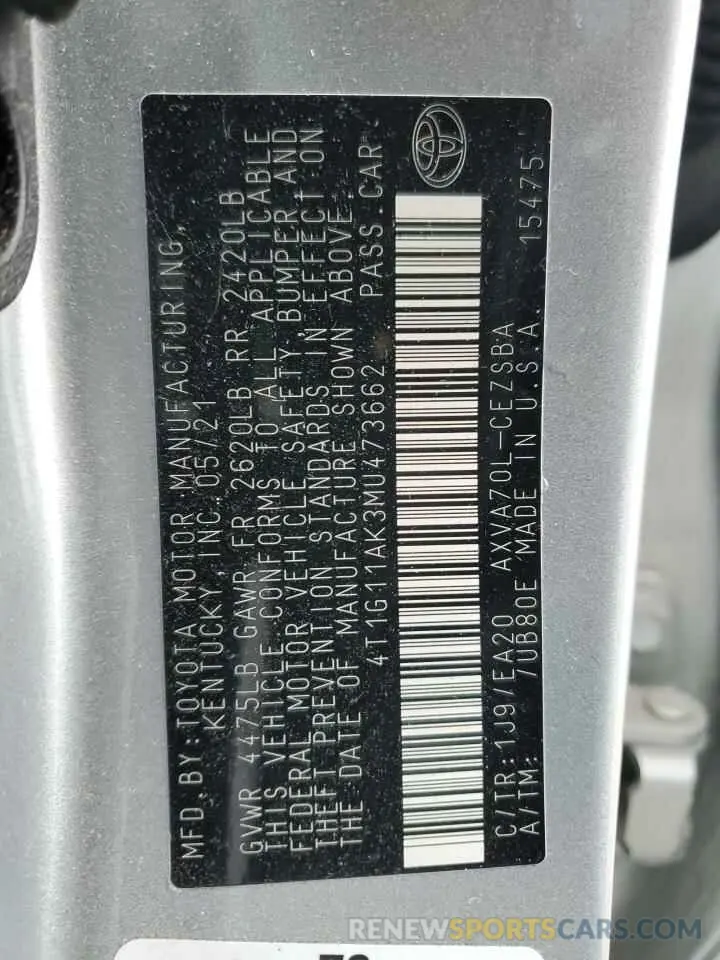 MFD.BY:TOYOTA MOTOR MANUFACTURING,
KENTUCKY, INC. 05/21
GVWR 4475LB GAWR FR 2620LB RR 2420LB
THIS VEHICLE CONFORMS TO ALL APPLICABLE
FEDERAL MOTOR VEHICLE SAFETY, BUMPER AND
THEFT PREVENTION STANDARDS IN EFFECT ON
THE DATE OF MANUFACTURE SHOWN ABOVE.
4T1G11AK3MU473662 PASS.CAR
C/TR:1J9/EA20 AXVA70L-CEZSBA
A/TM: 7UB80E MADE IN U.S.A. 15475
RENEWSPORTSCARS.COM